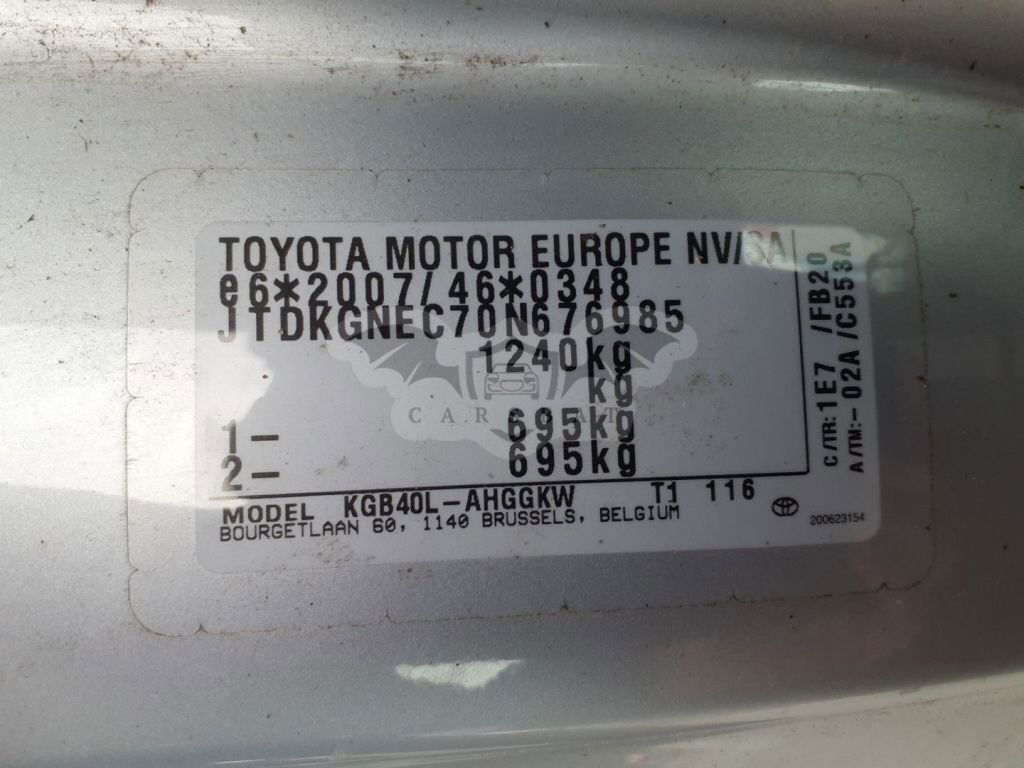 TOYOTA MOTOR EUROPE NV/SA
e6*2007/46*0348
JTDKGNEC70N676985
1240kg
kg
1- 695kg
2- 695kg
MODEL KGB40L-AHGGKW T1 116
BOURGETLAAN 60, 1140 BRUSSELS, BELGIUM
C/TR:1E7 /FB20
A/TM:-02A /C553A
200623154